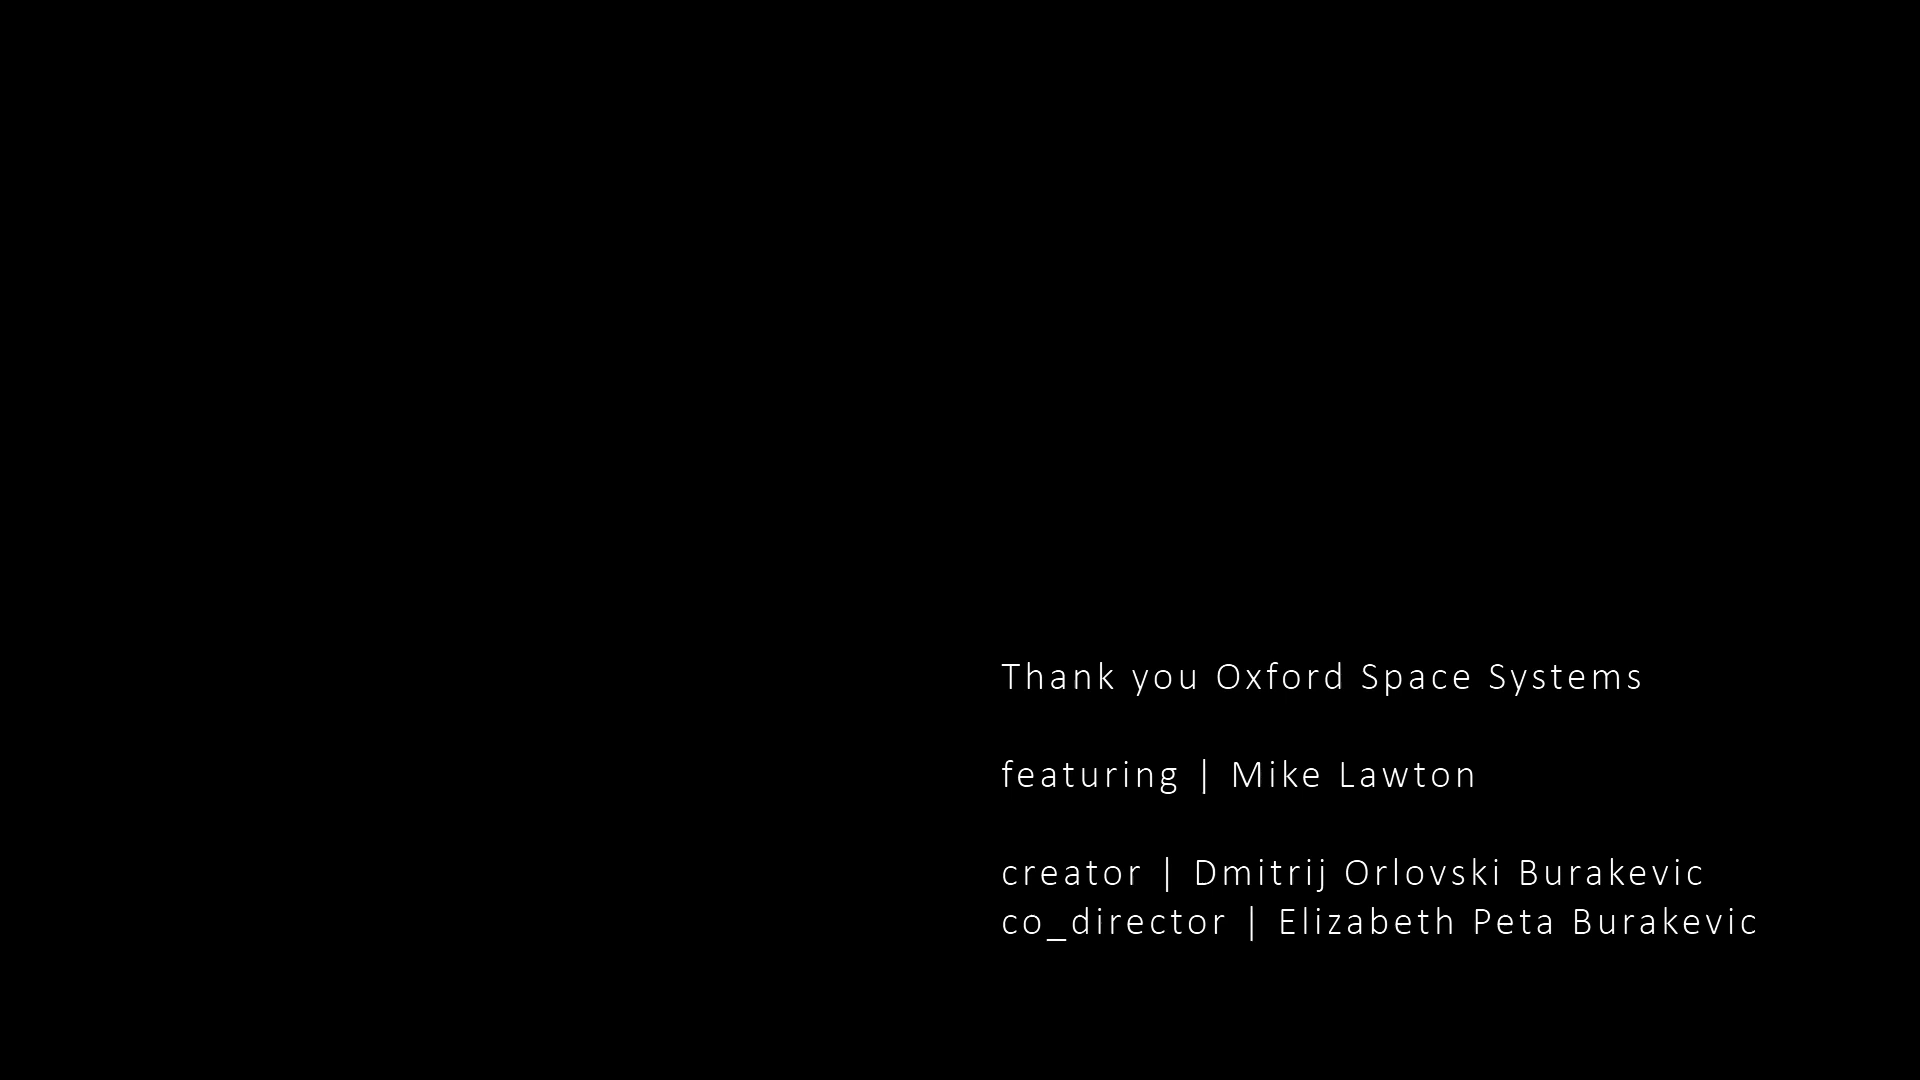 Thank you Oxford Space Systems
featuring | Mike Lawton
creator | Dmitrij Orlovski Burakevic
co_director | Elizabeth Peta Burakevic